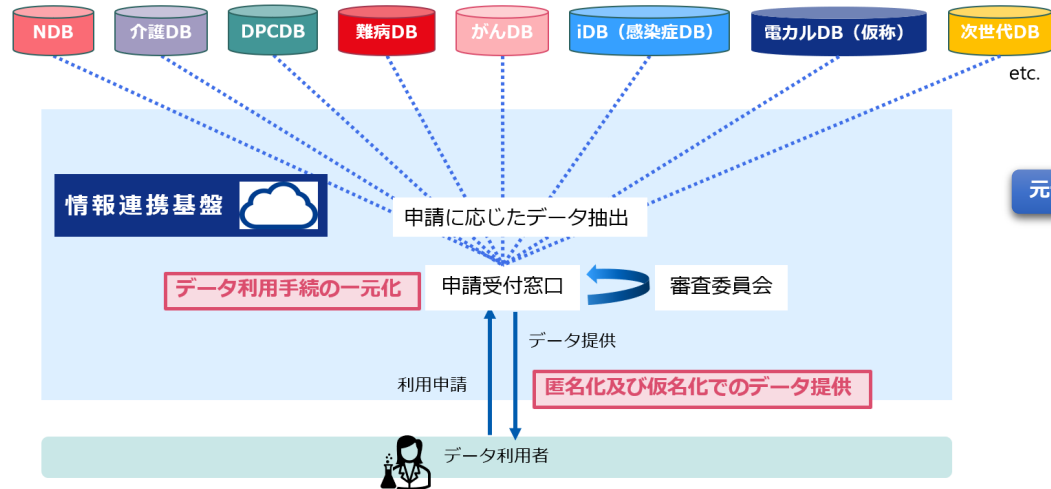 NDB
介護DB
DPCDB
難病DB
がんDB
iDB（感染症DB）
電カルDB（仮称）
次世代DB
etc.
情報連携基盤
元
申請に応じたデータ抽出
データ利用手続の一元化
申請受付窓口
審査委員会
データ提供
利用申請
匿名化及び仮名化でのデータ提供
データ利用者